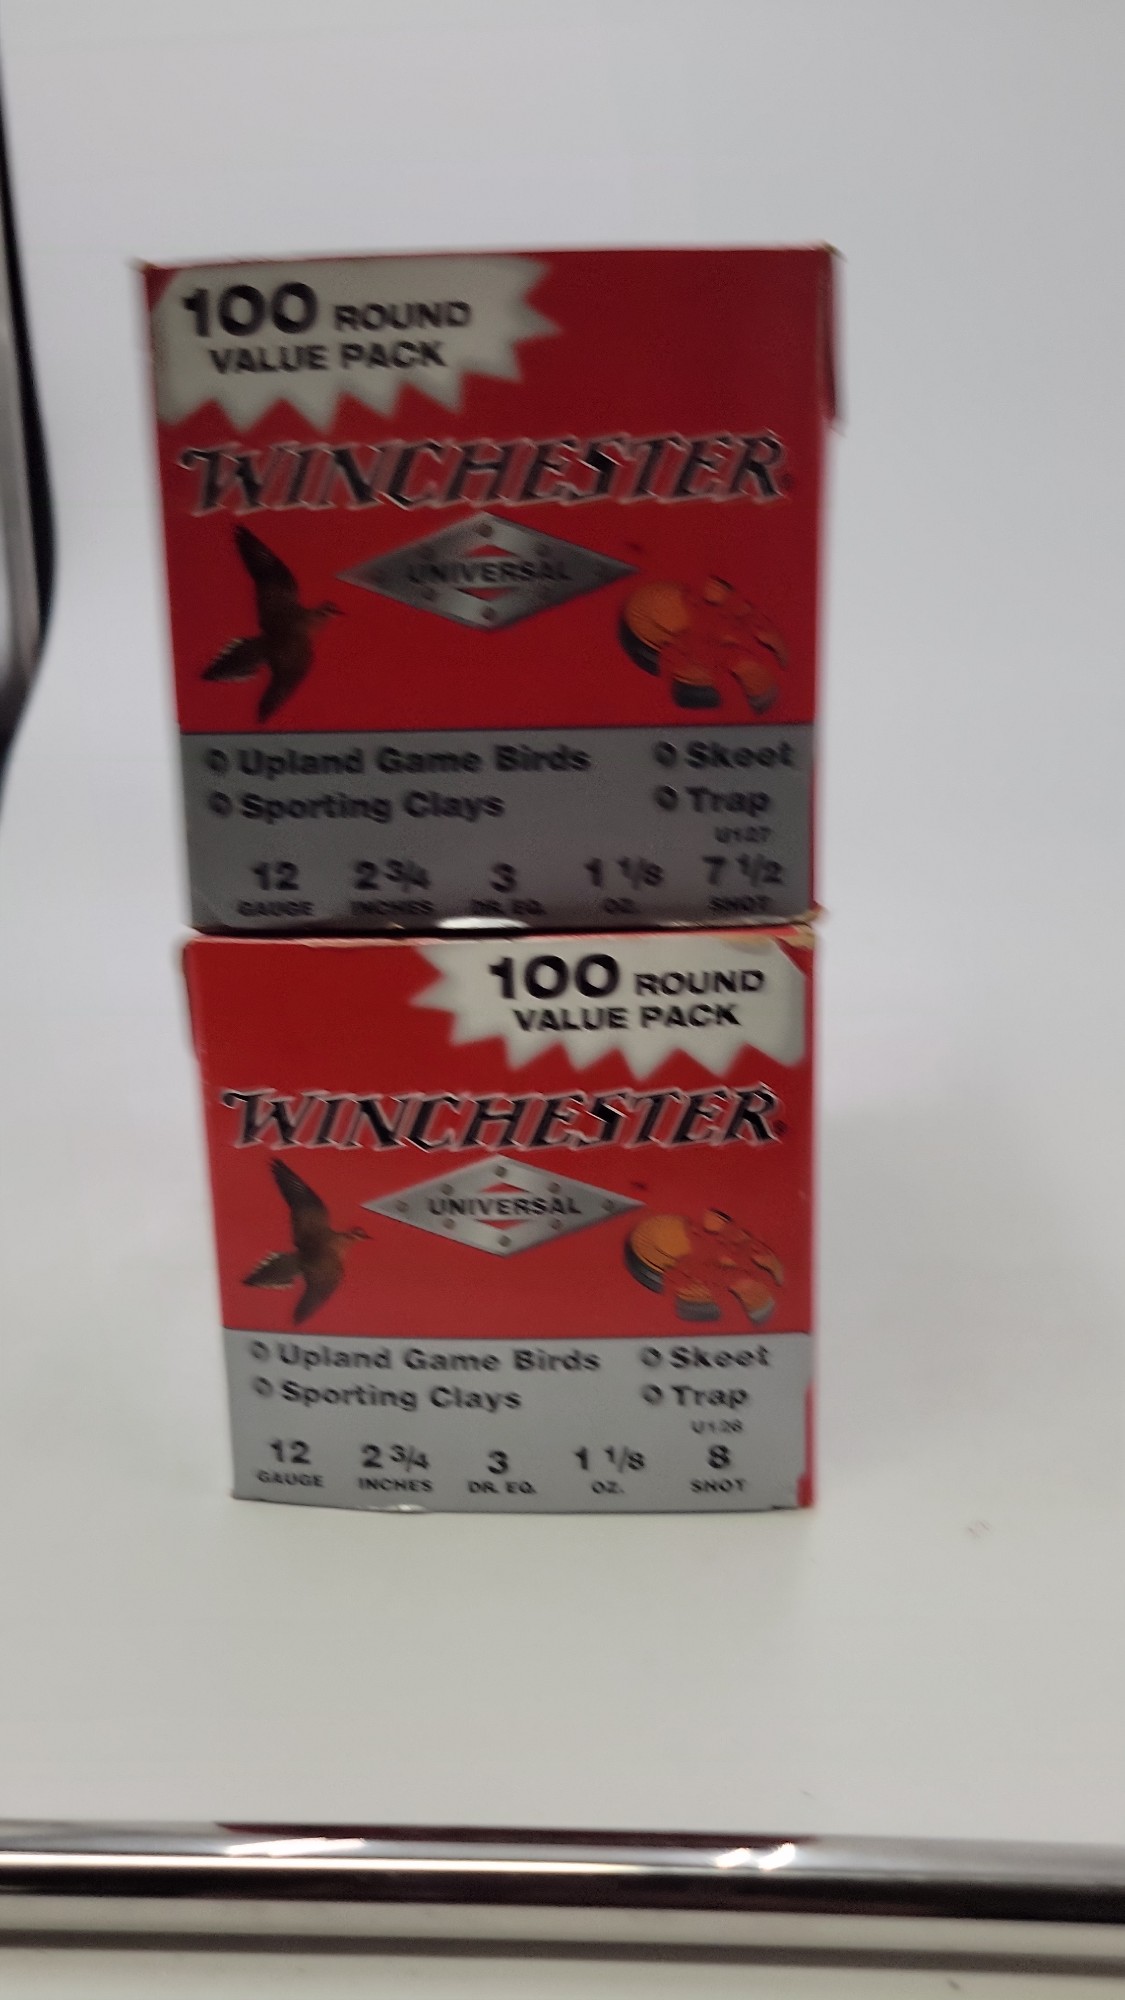 100 ROUND
VALUE PACK
WINCHESTER
UNIVERSAL
Upland Game Birds Skeet
Sporting Clays Trap
U127
12 2 3/4 3 1 1/8 7 1/2
GAUGE INCHES DR. EQ. OZ. SHOT
100 ROUND
VALUE PACK
WINCHESTER
UNIVERSAL
Upland Game Birds Skeet
Sporting Clays Trap
U128
12 2 3/4 3 1 1/8 8
GAUGE INCHES DR. EQ. OZ. SHOT